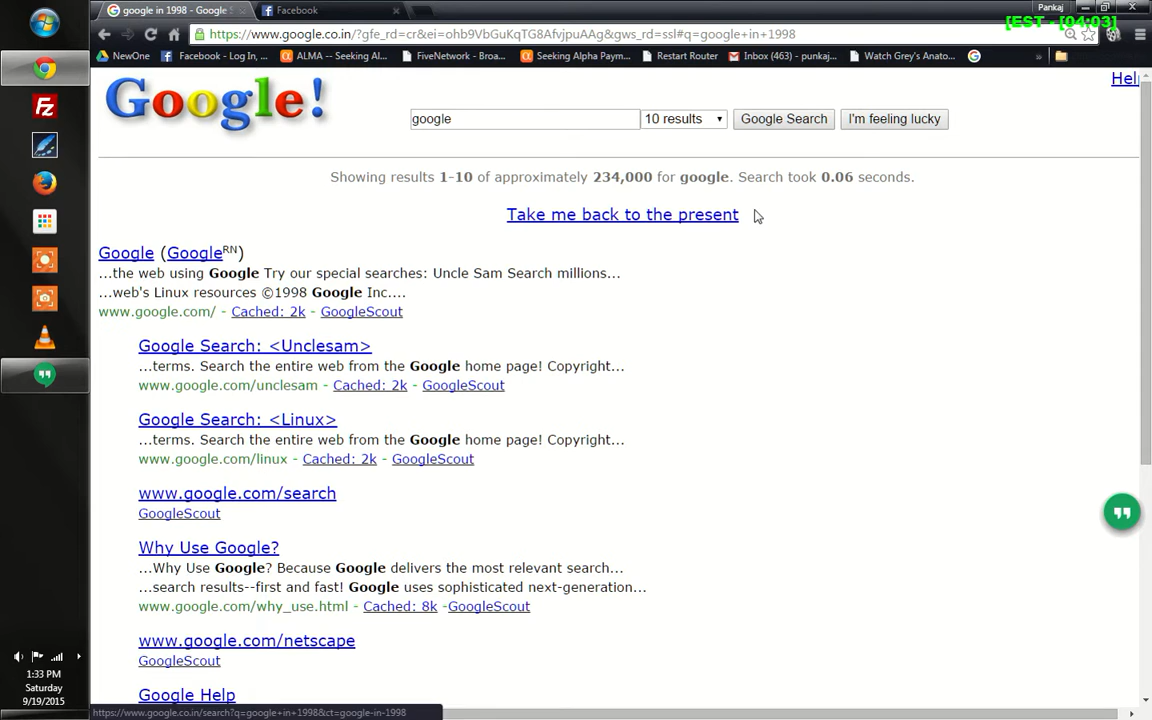 google in 1998 - Google S
Facebook
Pankaj
[EST - [04:03]
https://www.google.co.in/?gfe_rd=cr&ei=ohb9VbGuKqTG8AfvjpuAAg&gws_rd=ssl#q=google+in+1998
NewOne
Facebook - Log In, ...
ALMA -- Seeking Al...
FiveNetwork - Broa...
Seeking Alpha Paym...
Restart Router
Inbox (463) - punkaj...
Watch Grey's Anato...
»
Help
Google!
google
10 results
Google Search
I'm feeling lucky
Showing results 1-10 of approximately 234,000 for google. Search took 0.06 seconds.
Take me back to the present
Google (GoogleRN)
...the web using Google Try our special searches: Uncle Sam Search millions...
...web's Linux resources ©1998 Google Inc....
www.google.com/ - Cached: 2k - GoogleScout
Google Search: <Unclesam>
...terms. Search the entire web from the Google home page! Copyright...
www.google.com/unclesam - Cached: 2k - GoogleScout
Google Search: <Linux>
...terms. Search the entire web from the Google home page! Copyright...
www.google.com/linux - Cached: 2k - GoogleScout
www.google.com/search
GoogleScout
Why Use Google?
...Why Use Google? Because Google delivers the most relevant search...
...search results--first and fast! Google uses sophisticated next-generation...
www.google.com/why_use.html - Cached: 8k -GoogleScout
www.google.com/netscape
GoogleScout
Google Help
https://www.google.co.in/search?q=google+in+1998&ct=google-in-1998
Fz
1:33 PM
Saturday
9/19/2015